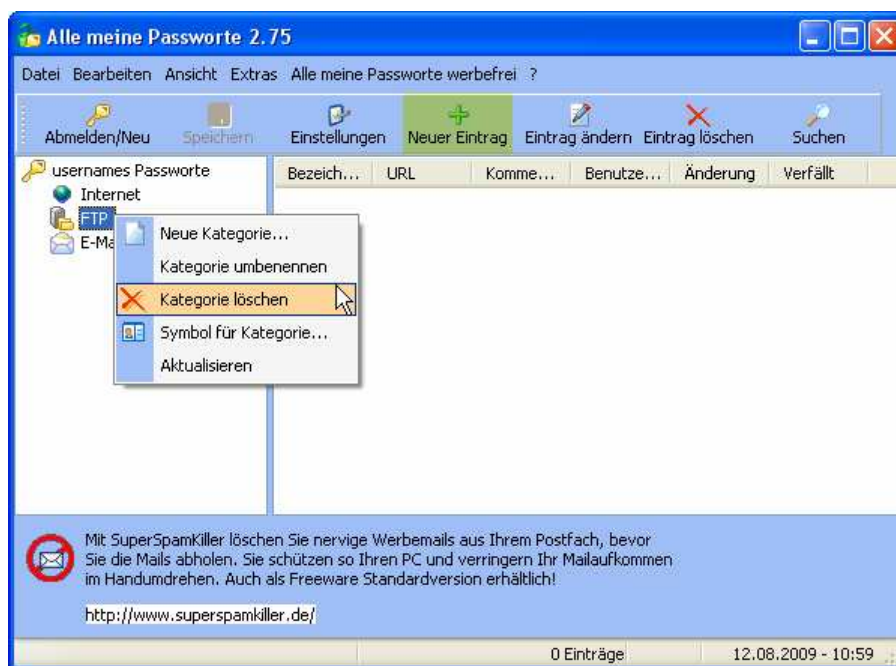 Alle meine Passworte 2.75
Datei Bearbeiten Ansicht Extras Alle meine Passworte werbefrei ?
Abmelden/Neu Speichern Einstellungen Neuer Eintrag Eintrag ändern Eintrag löschen Suchen
usernames Passworte
Bezeich... URL Komme... Benutze... Änderung Verfällt
Internet
FTP
E-Ma
Neue Kategorie...
Kategorie umbenennen
Kategorie löschen
Symbol für Kategorie...
Aktualisieren
Mit SuperSpamKiller löschen Sie nervige Werbemails aus Ihrem Postfach, bevor
Sie die Mails abholen. Sie schützen so Ihren PC und verringern Ihr Mailaufkommen
im Handumdrehen. Auch als Freeware Standardversion erhältlich!
http://www.superspamkiller.de/
0 Einträge 12.08.2009 - 10:59